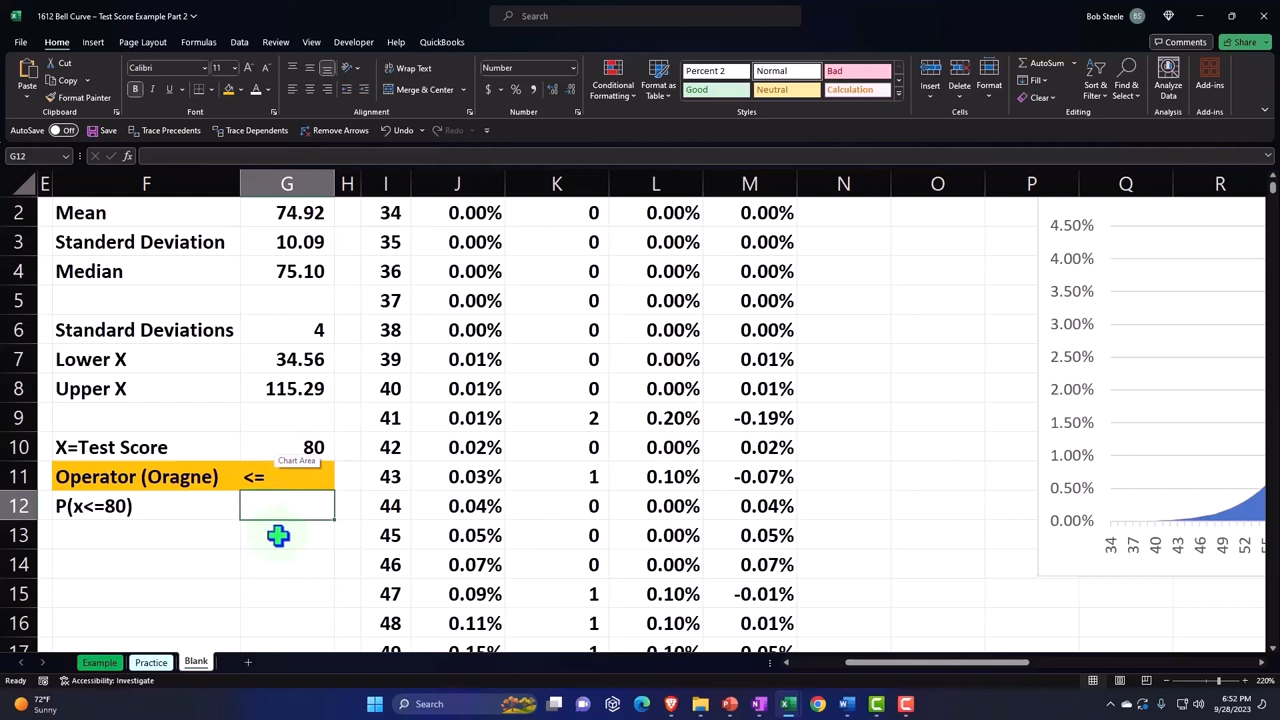 1612 Bell Curve – Test Score Example Part 2
Search
Bob Steele
BS
File Home Insert Page Layout Formulas Data Review View Developer Automate Help QuickBooks
Comments
Share
Cut
Copy
Format Painter
Paste
Clipboard
Calibri
11
Font
Wrap Text
Merge & Center
Alignment
Number
Number
Conditional Formatting
Format as Table
Percent 2 Normal Bad
Good Neutral Calculation
Styles
Insert Delete Format
Cells
AutoSum
Fill
Clear
Sort & Filter
Find & Select
Editing
Analyze Data
Analysis
Add-ins
Add-ins
AutoSave Off Save Trace Precedents Trace Dependents Remove Arrows Undo Redo
G12
fx
E F G H I J K L M N O P Q R
2 Mean 74.92 34 0.00% 0 0.00% 0.00%
3 Standerd Deviation 10.09 35 0.00% 0 0.00% 0.00%
4 Median 75.10 36 0.00% 0 0.00% 0.00%
5 37 0.00% 0 0.00% 0.00%
6 Standard Deviations 4 38 0.00% 0 0.00% 0.00%
7 Lower X 34.56 39 0.01% 0 0.00% 0.01%
8 Upper X 115.29 40 0.01% 0 0.00% 0.01%
9 41 0.01% 2 0.20% -0.19%
10 X=Test Score 80 42 0.02% 0 0.00% 0.02%
Chart Area
11 Operator (Oragne) <= 43 0.03% 1 0.10% -0.07%
12 P(x<=80) 44 0.04% 0 0.00% 0.04%
13 45 0.05% 0 0.00% 0.05%
14 46 0.07% 0 0.00% 0.07%
15 47 0.09% 1 0.10% -0.01%
16 48 0.11% 1 0.10% 0.01%
17 49 0.15% 1 0.10% 0.05%
4.50%
4.00%
3.50%
3.00%
2.50%
2.00%
1.50%
1.00%
0.50%
0.00%
34 37 40 43 46 49 52 55
Example Practice Blank
Ready
Accessibility: Investigate
220%
72°F
Sunny
Search
6:52 PM
9/28/2023